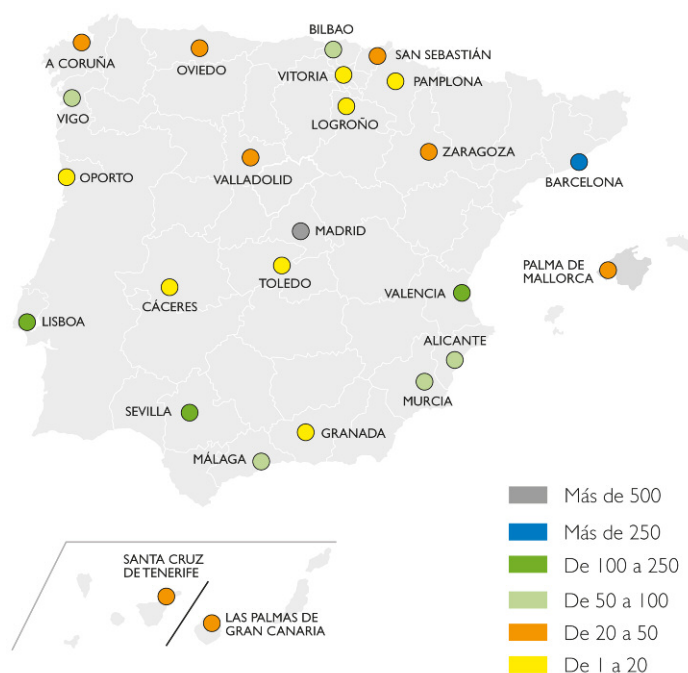 BILBAO
A CORUÑA
OVIEDO
SAN SEBASTIÁN
VITORIA
PAMPLONA
VIGO
LOGROÑO
OPORTO
VALLADOLID
ZARAGOZA
BARCELONA
MADRID
PALMA DE
MALLORCA
TOLEDO
CÁCERES
VALENCIA
LISBOA
ALICANTE
MURCIA
SEVILLA
GRANADA
MÁLAGA
Más de 500
Más de 250
De 100 a 250
De 50 a 100
De 20 a 50
De 1 a 20
SANTA CRUZ
DE TENERIFE
LAS PALMAS DE
GRAN CANARIA